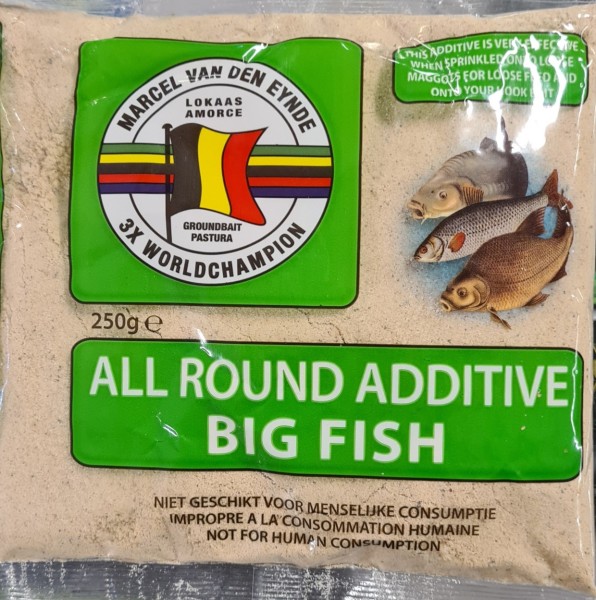 MARCEL VAN DEN EYNDE
LOKAAS
AMORCE
GROUNDBAIT
PASTURA
3X WORLDCHAMPION
THIS ADDITIVE IS VERY EFFECTIVE
WHEN SPRINKLED ONTO LOOSE
MAGGOTS FOR LOOSE FEED AND
ONTO YOUR HOOK BAIT
250g ℮
ALL ROUND ADDITIVE
BIG FISH
NIET GESCHIKT VOOR MENSELIJKE CONSUMPTIE
IMPROPRE A LA CONSOMMATION HUMAINE
NOT FOR HUMAN CONSUMPTION